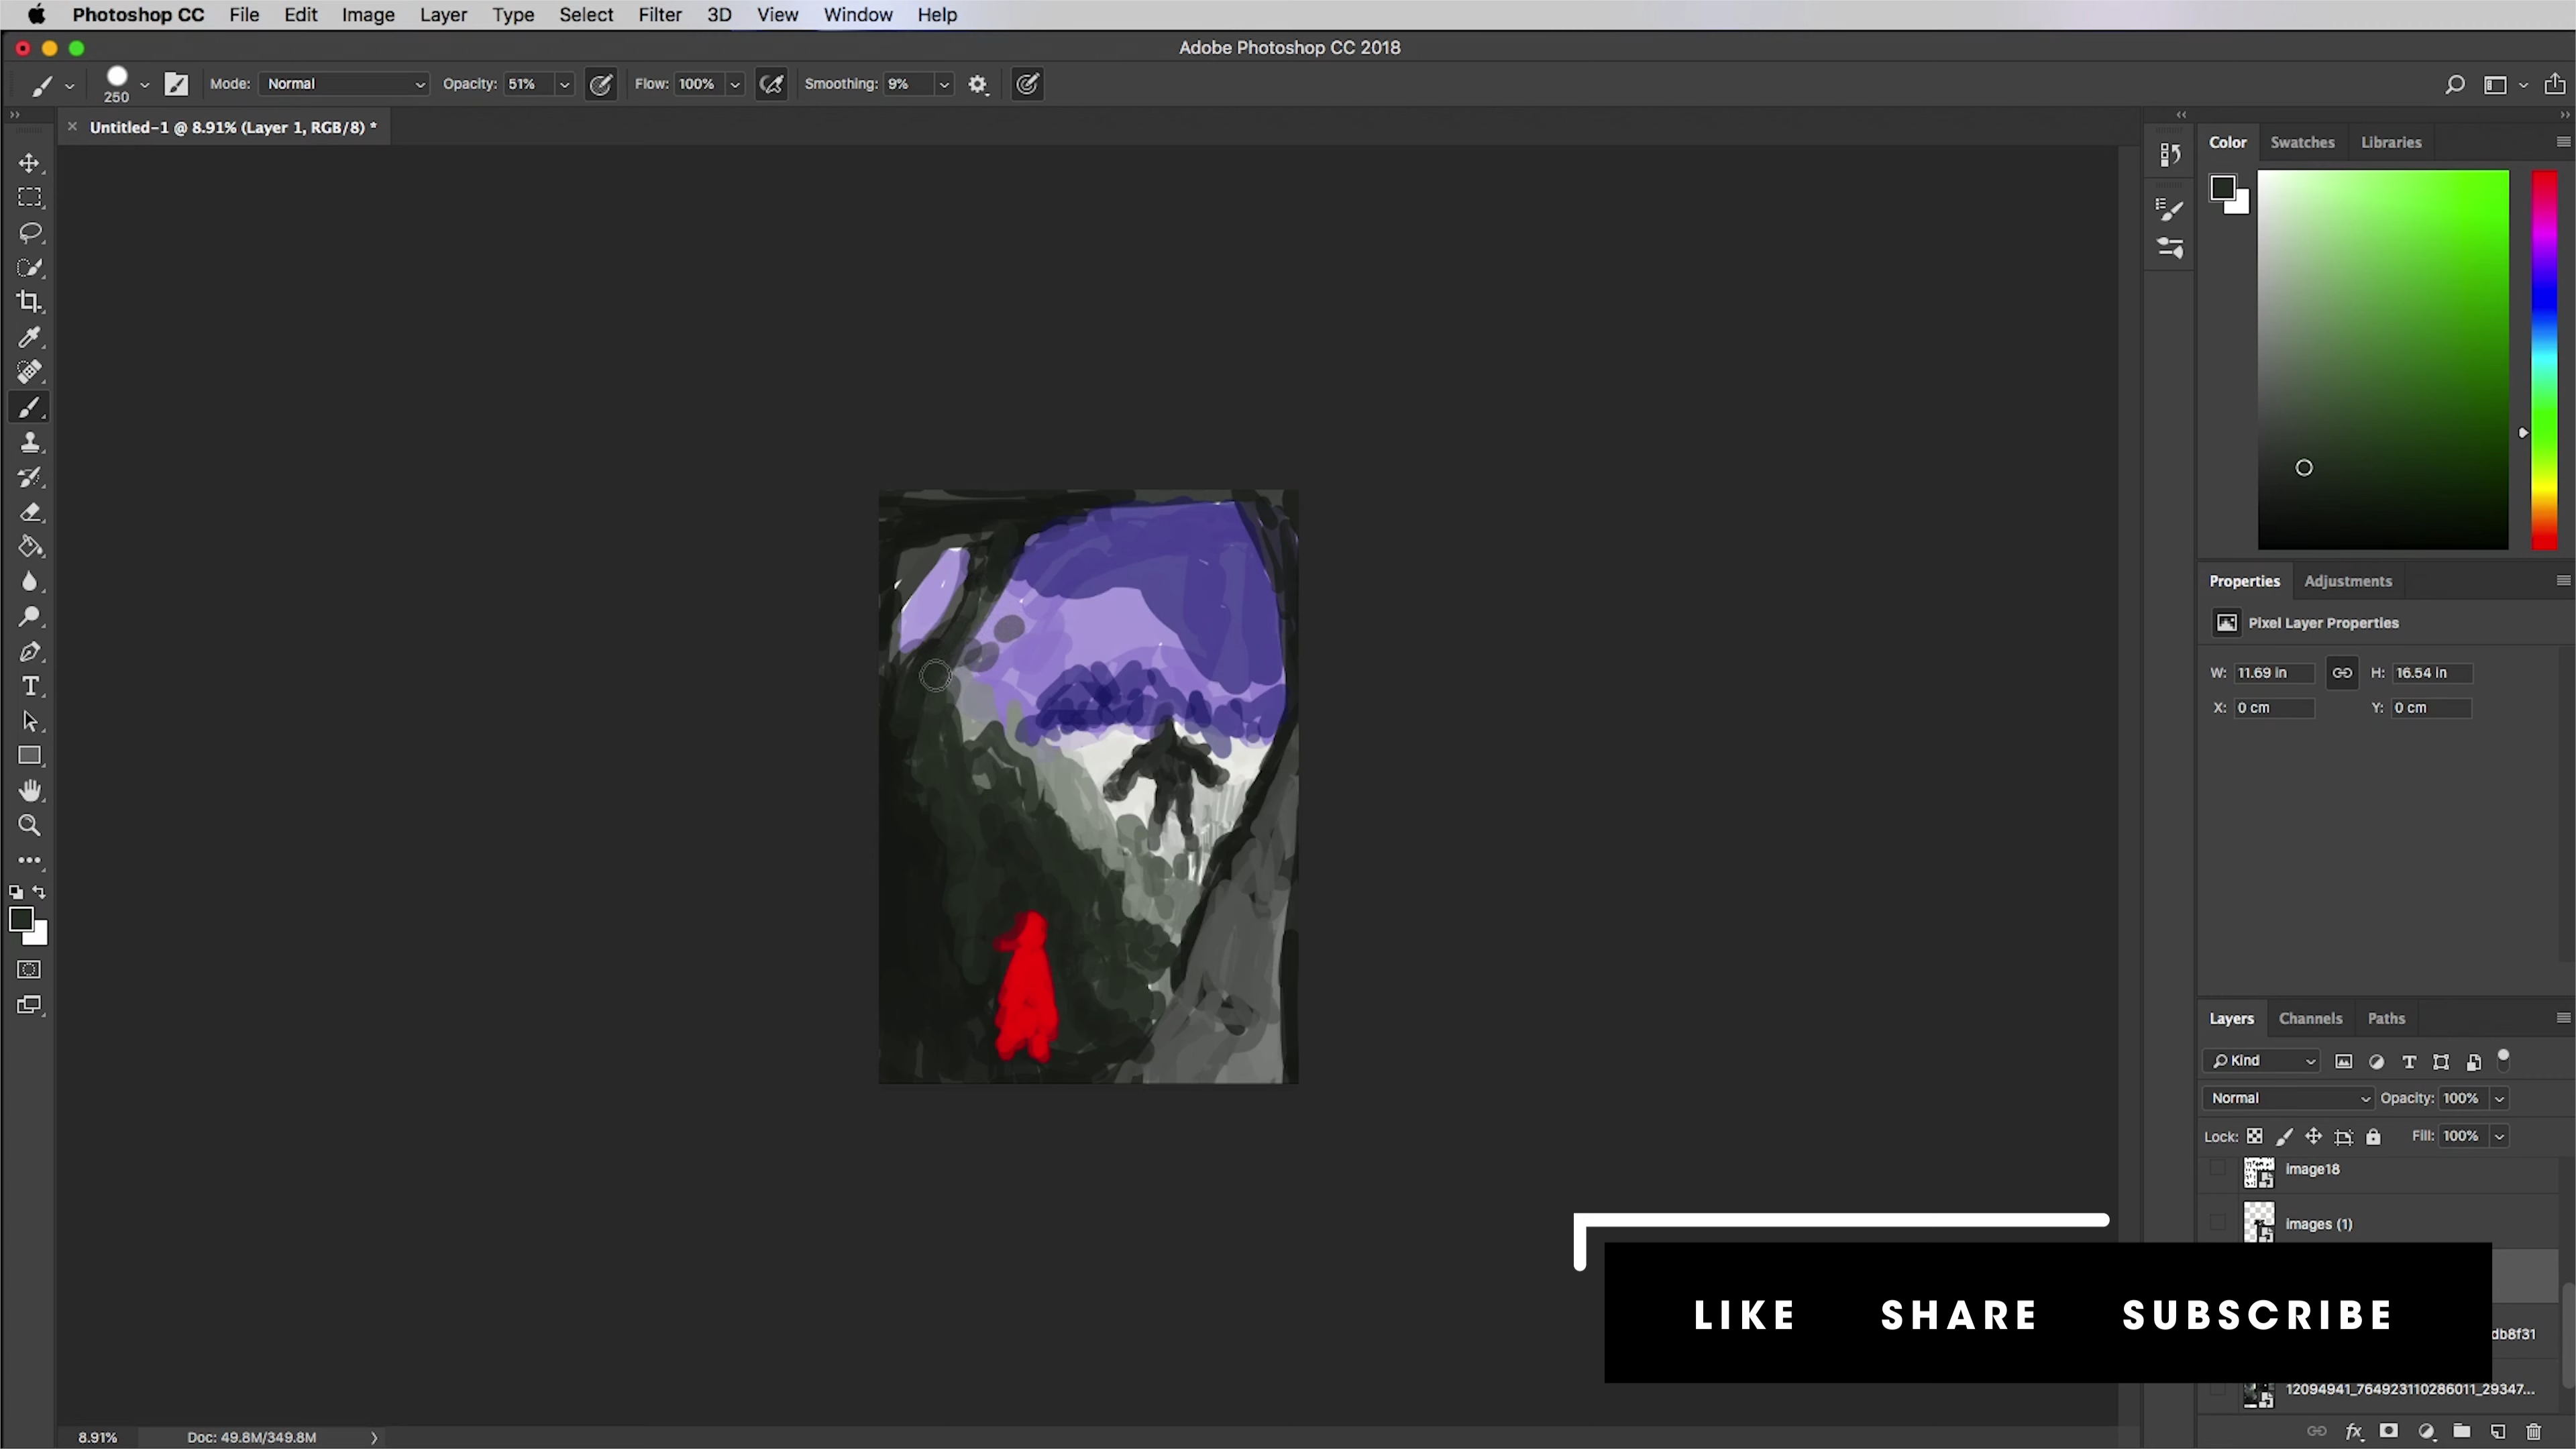 Photoshop CC File Edit Image Layer Type Select Filter 3D View Window Help
Adobe Photoshop CC 2018
250 Mode: Normal Opacity: 51% Flow: 100% Smoothing: 9%
Untitled-1 @ 8.91% (Layer 1, RGB/8) *
Color Swatches Libraries
Properties Adjustments
Pixel Layer Properties
W: 11.69 in H: 16.54 in
X: 0 cm Y: 0 cm
Layers Channels Paths
Kind
Normal Opacity: 100%
Lock: Fill: 100%
image18
images (1)
LIKE SHARE SUBSCRIBE
db8f31
12094941_764923110286011_29347...
8.91% Doc: 49.8M/349.8M